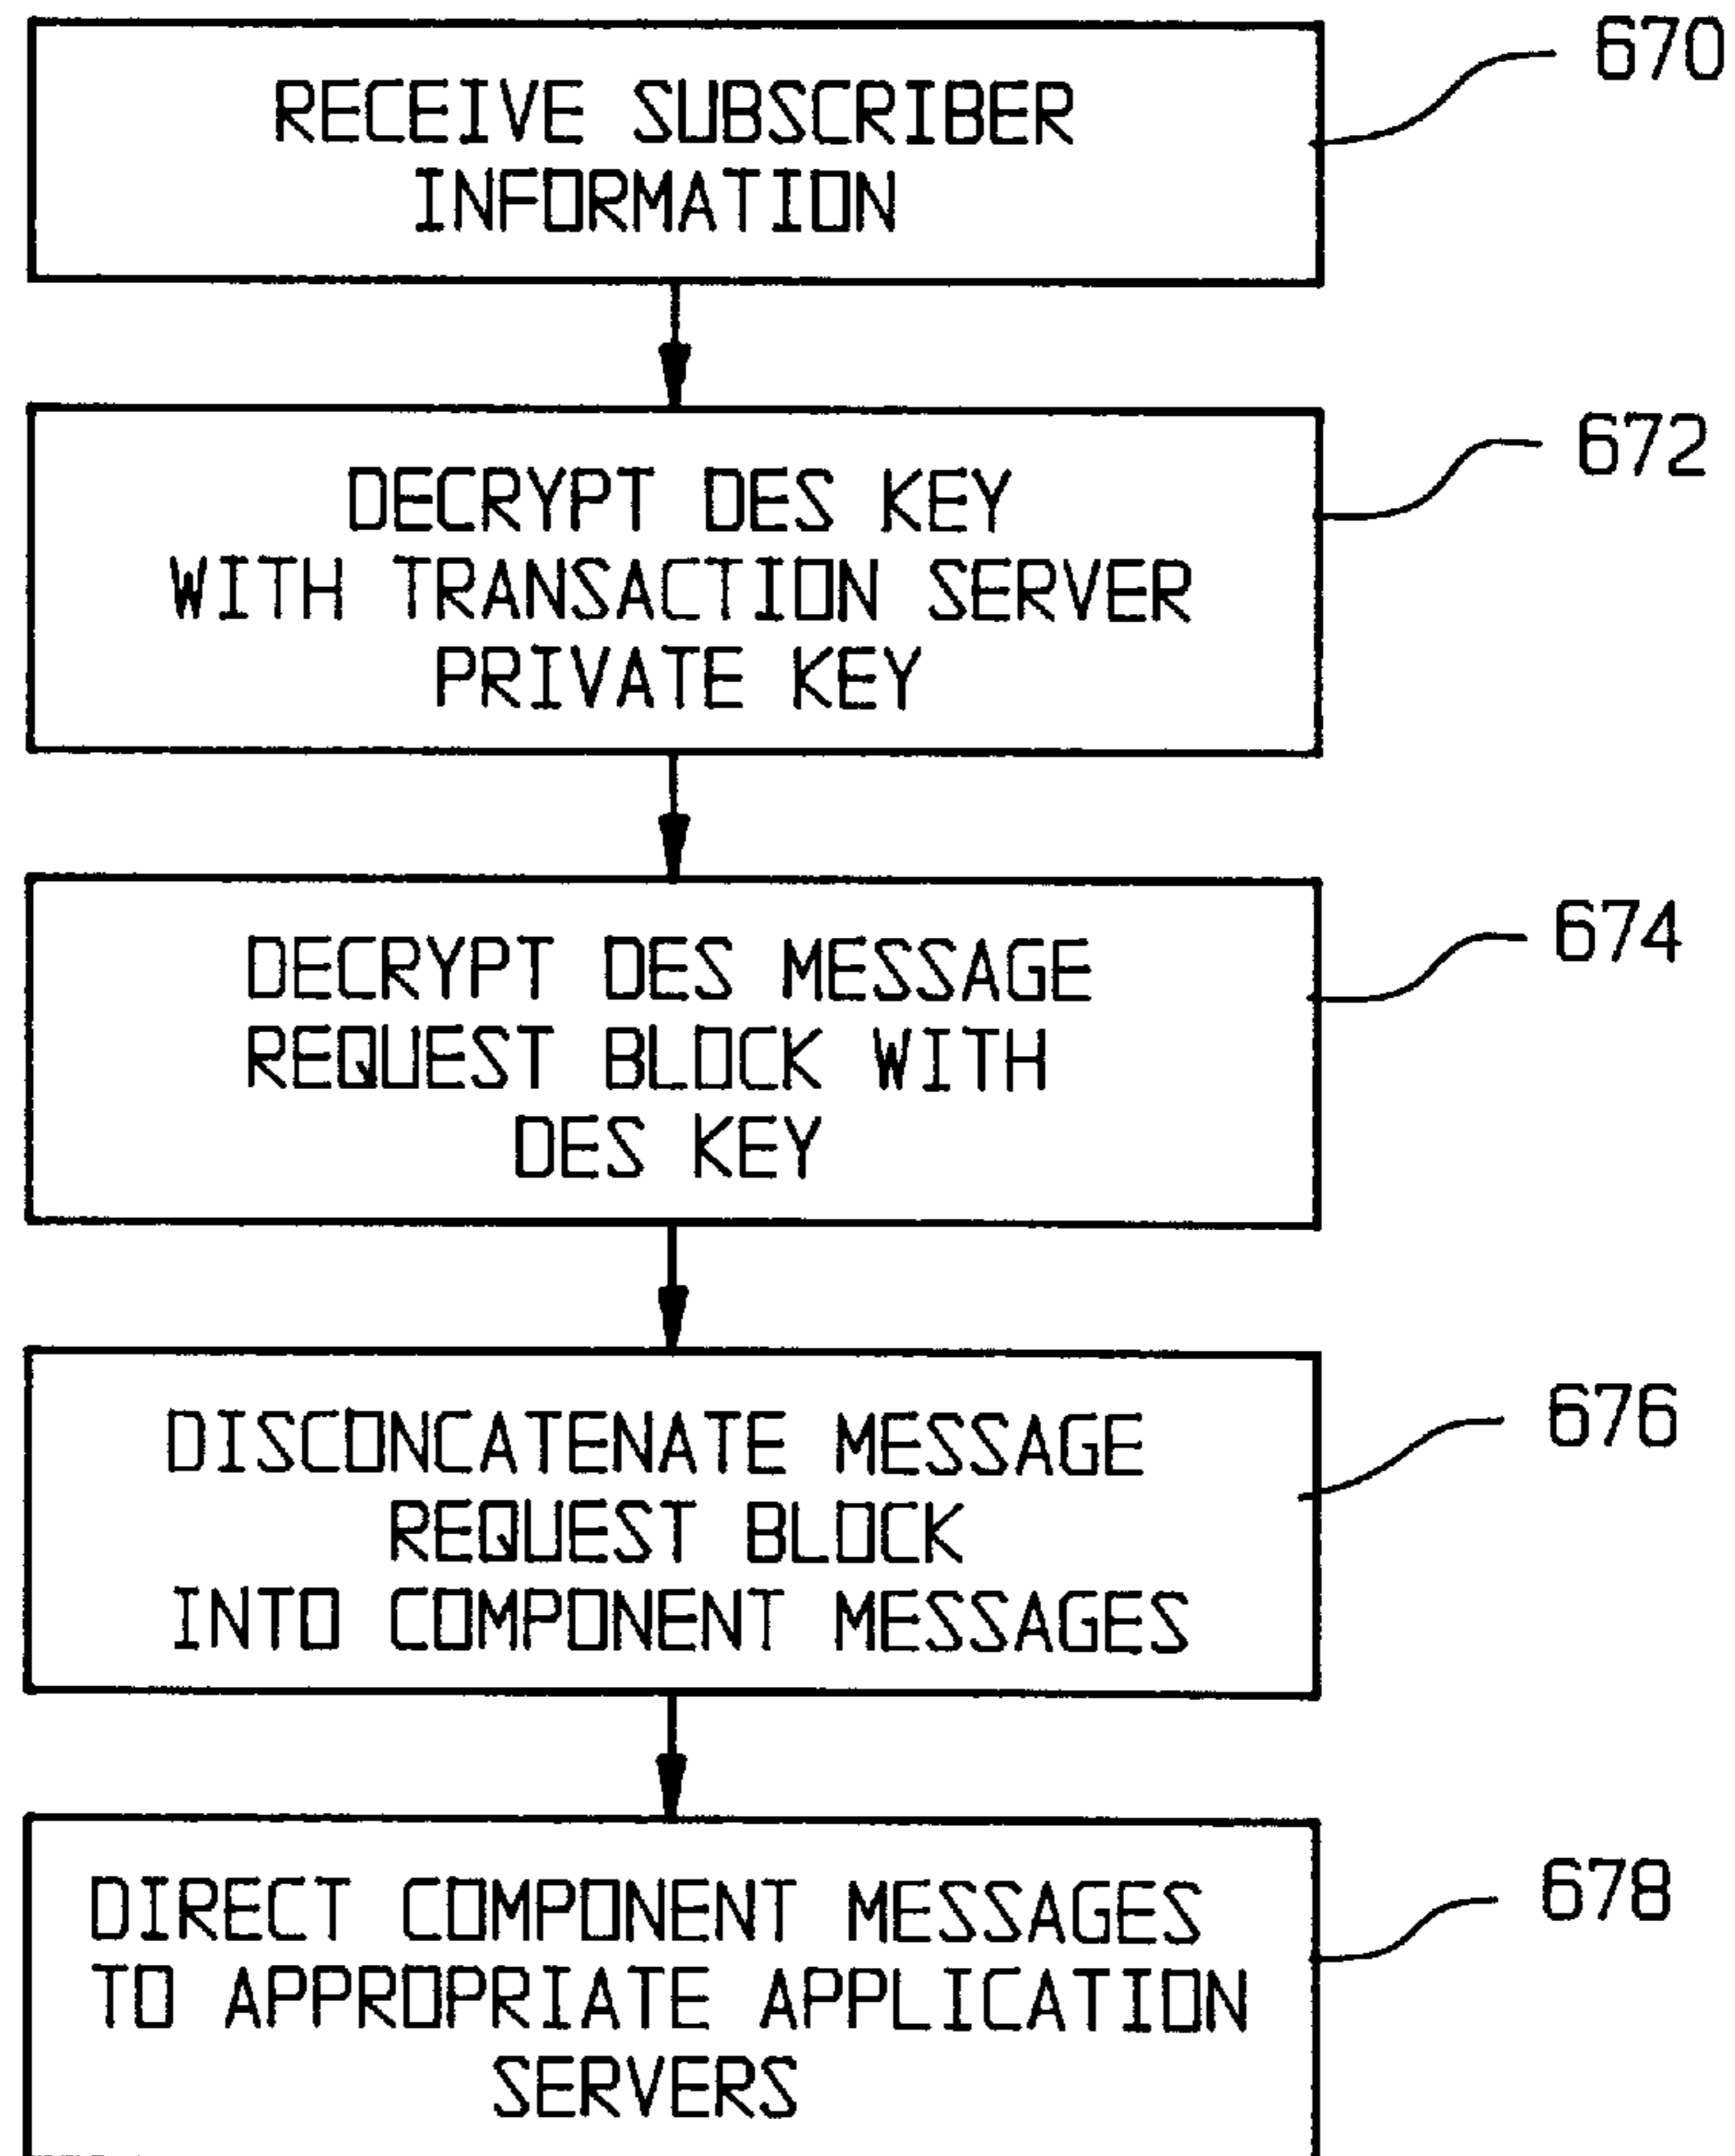 670
RECEIVE SUBSCRIBER
INFORMATION
672
DECRYPT DES KEY
WITH TRANSACTION SERVER
PRIVATE KEY
674
DECRYPT DES MESSAGE
REQUEST BLOCK WITH
DES KEY
676
DISCONCATENATE MESSAGE
REQUEST BLOCK
INTO COMPONENT MESSAGES
678
DIRECT COMPONENT MESSAGES
TO APPROPRIATE APPLICATION
SERVERS